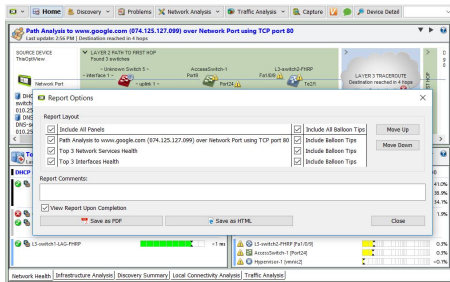 Home
Discovery
Problems
Network Analysis
Traffic Analysis
Capture
Device Detail
Path Analysis to www.google.com (074.125.127.099) over Network Port using TCP port 80
Last update: 2:56 PM | Destination reached in 4 hops
SOURCE DEVICE
TheOptiView
Network Port
LAYER 2 PATH TO FIRST HOP
Found 3 switches
- Unknown Switch 5 -
- interface 1 -
- uplink 1 -
AccessSwitch-1
Port8
Port24
L3-switch2-FHRP
Fa1/0/9
To2R
LAYER 3 TRACEROUTE
Destination reached in 4 hops
Report Options
Report Layout
Include All Panels
Include All Balloon Tips
Move Up
Path Analysis to www.google.com (074.125.127.099) over Network Port using TCP port 80
Include Balloon Tips
Move Down
Top 3 Network Services Health
Include Balloon Tips
Top 3 Interfaces Health
Include Balloon Tips
Report Comments:
View Report Upon Completion
Save as PDF
Save as HTML
Close
DHCP
41.0%
38.9%
34.1%
1.9%
L3-switch1-LAG-FHRP
<1 ms
L3-switch2-FHRP [Fa1/0/9]
0.3%
AccessSwitch-1 [Port24]
0.3%
Hypervisor-1 [vmnic2]
<0.1%
Network Health
Infrastructure Analysis
Discovery Summary
Local Connectivity Analysis
Traffic Analysis